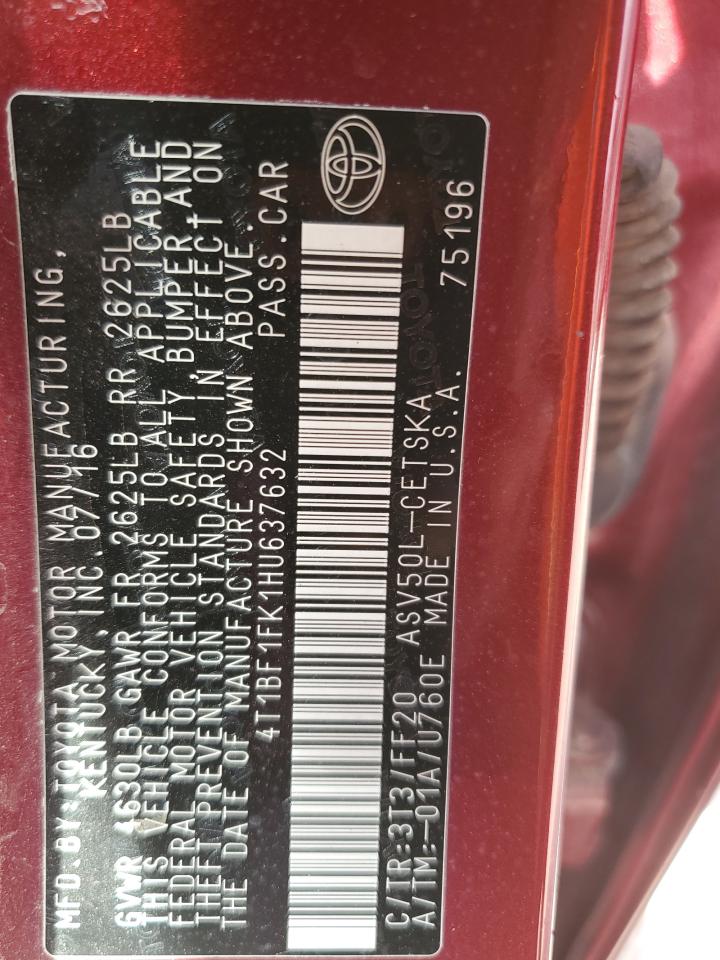 MFD.BY:TOYOTA MOTOR MANUFACTURING,
KENTUCKY, INC. 07/16
GVWR 4630LB GAWR FR 2625LB RR 2625LB
THIS VEHICLE CONFORMS TO ALL APPLICABLE
FEDERAL MOTOR VEHICLE SAFETY, BUMPER, AND
THEFT PREVENTION STANDARDS IN EFFECT ON
THE DATE OF MANUFACTURE SHOWN ABOVE.
4T1BF1FK1HU637632 PASS.CAR
C/TR:3T3/FF20 ASV50L-CETSKA
A/TM:-01A/U760E MADE IN U.S.A. 75196
TOYOTA